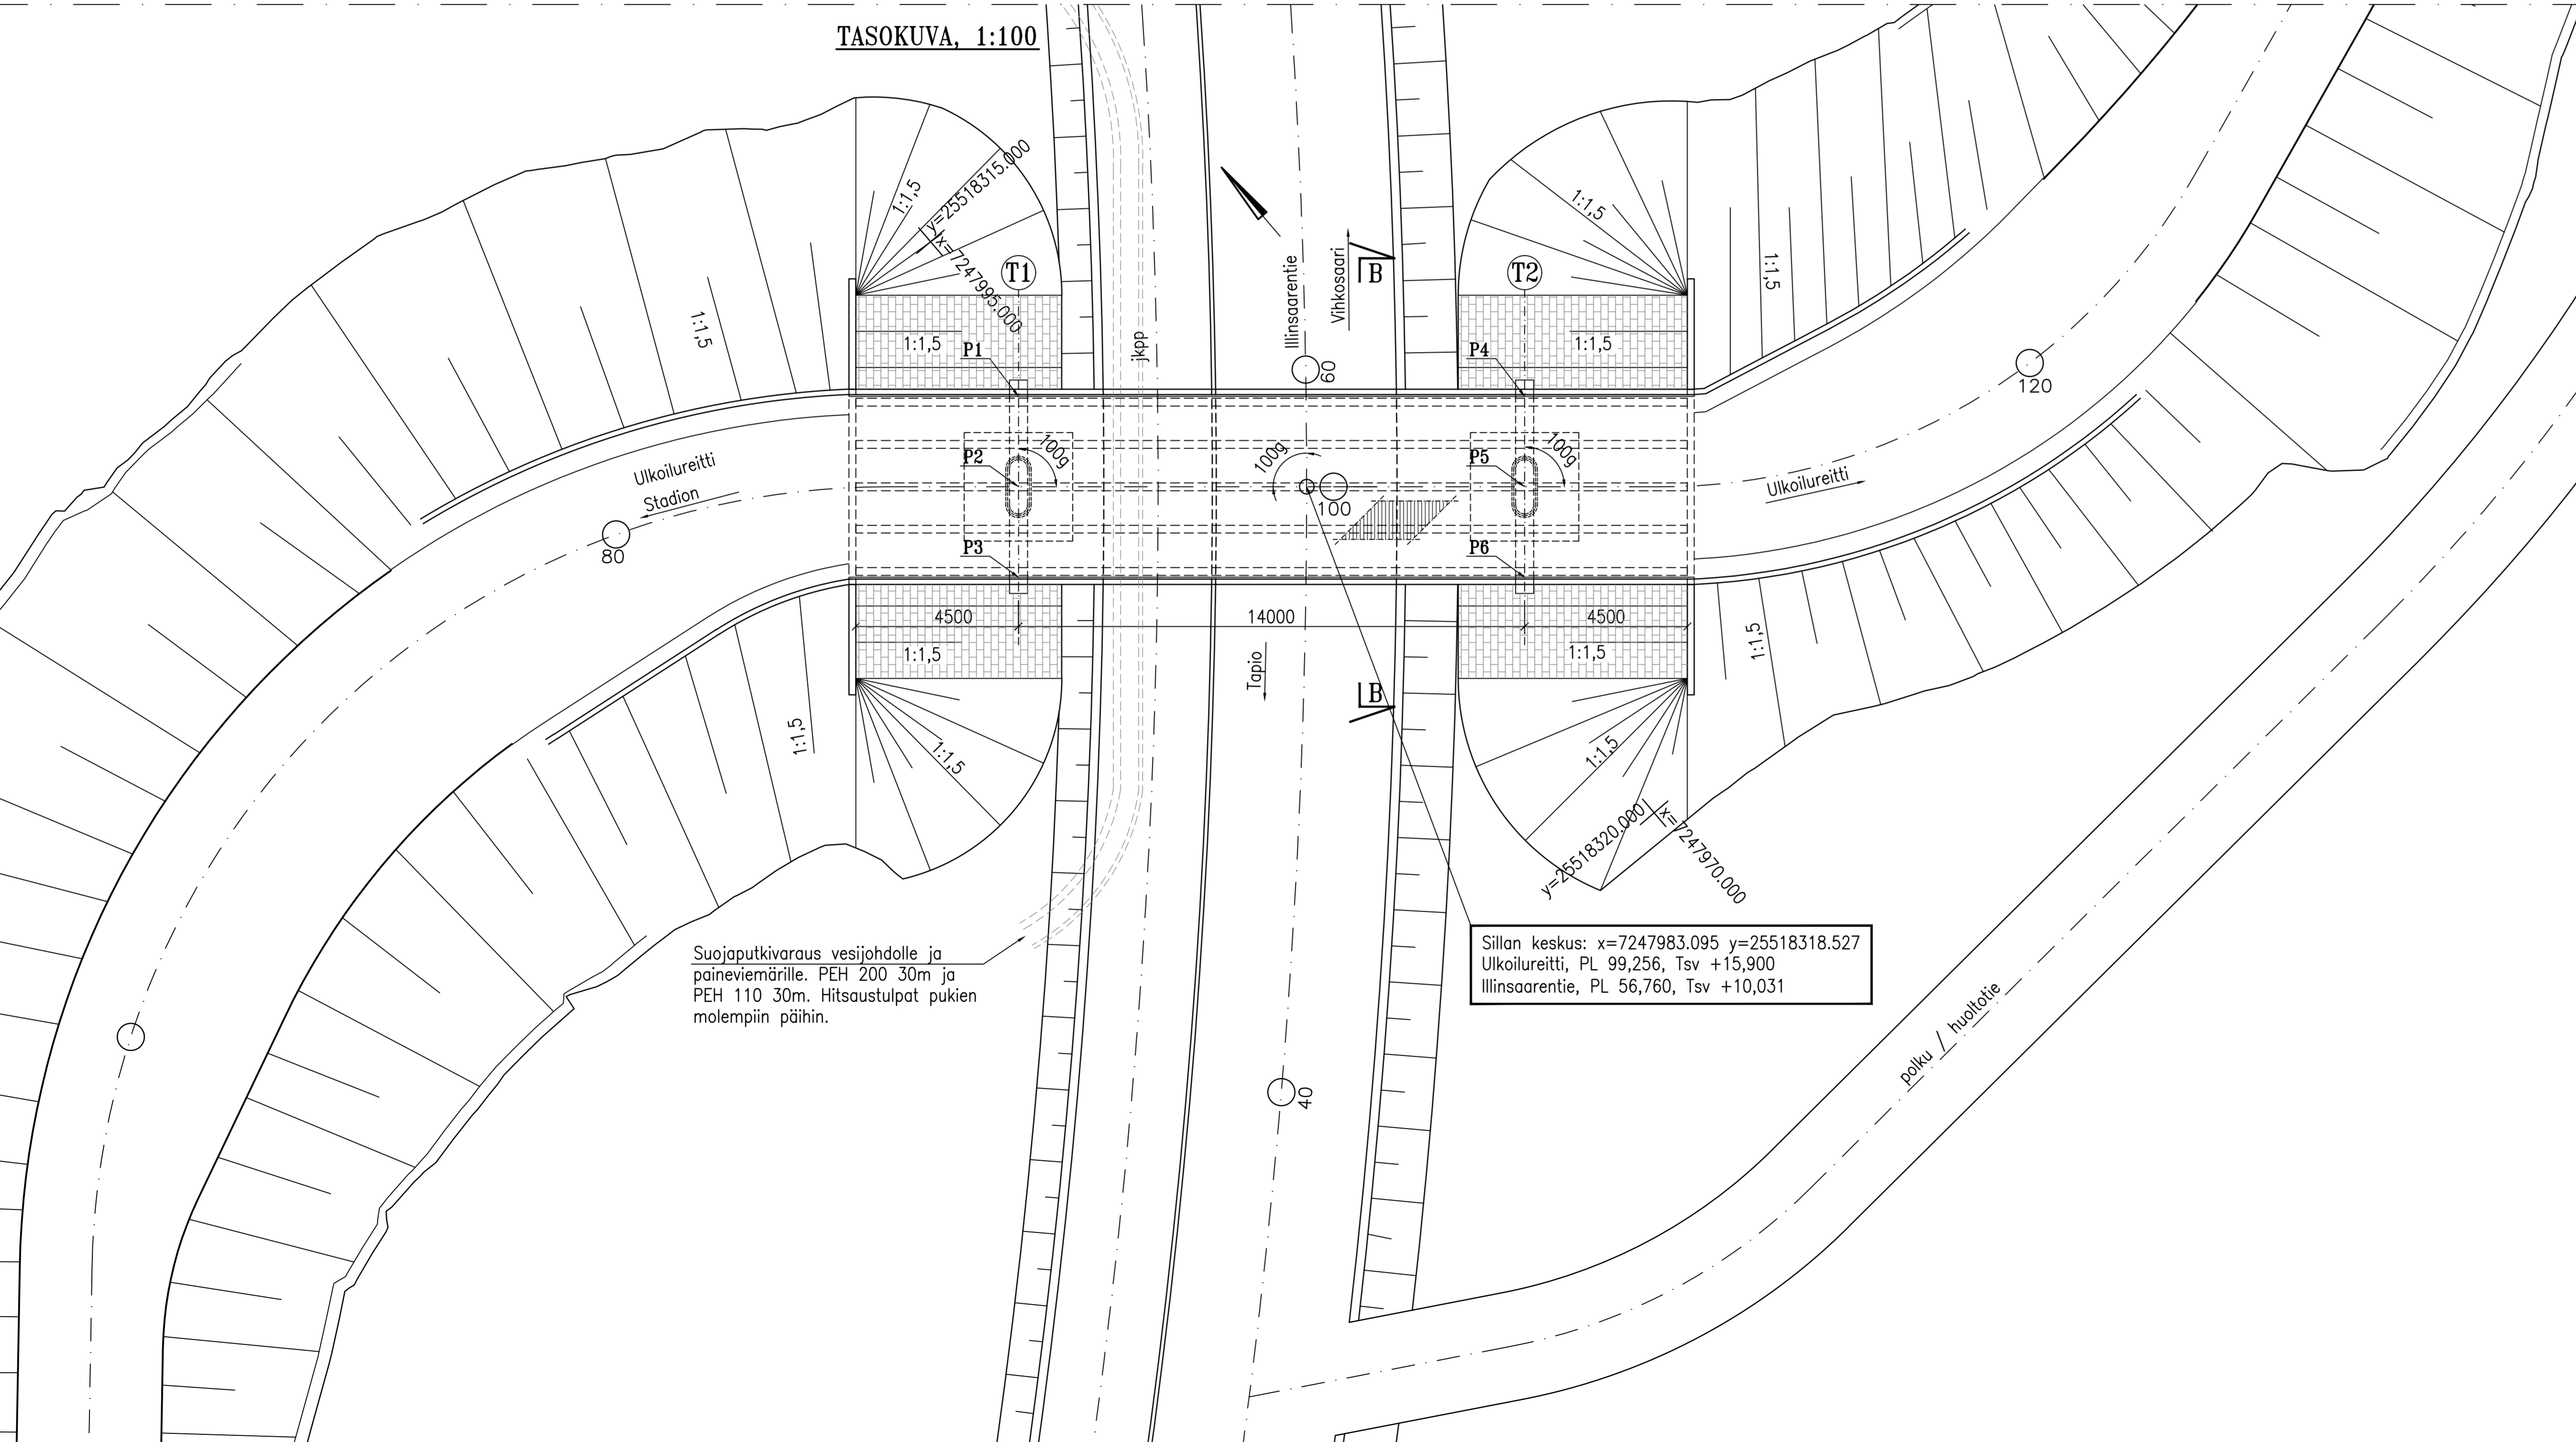 TASOKUVA, 1:100
1:1,5
y=25518315.000
x=7247995.000
T1
T2
1:1,5
1:1,5
1:1,5
Illinsaarentie
Vihkosaari
B
jkpp
60
1:1,5
1:1,5
P1
P4
120
Ulkoilureitti
Stadion
80
P2
100g
100g
100
P5
100g
Ulkoilureitti
P3
P6
4500
14000
4500
1:1,5
1:1,5
1:1,5
1:1,5
Tapio
B
1:1,5
1:1,5
y=25518320.000
x=7247970.000
Suojaputkivaraus vesijohdolle ja
paineviemärille. PEH 200 30m ja
PEH 110 30m. Hitsaustulpat pukien
molempiin päihin.
Sillan keskus: x=7247983.095 y=25518318.527
Ulkoilureitti, PL 99,256, Tsv +15,900
Illinsaarentie, PL 56,760, Tsv +10,031
40
polku / huoltotie